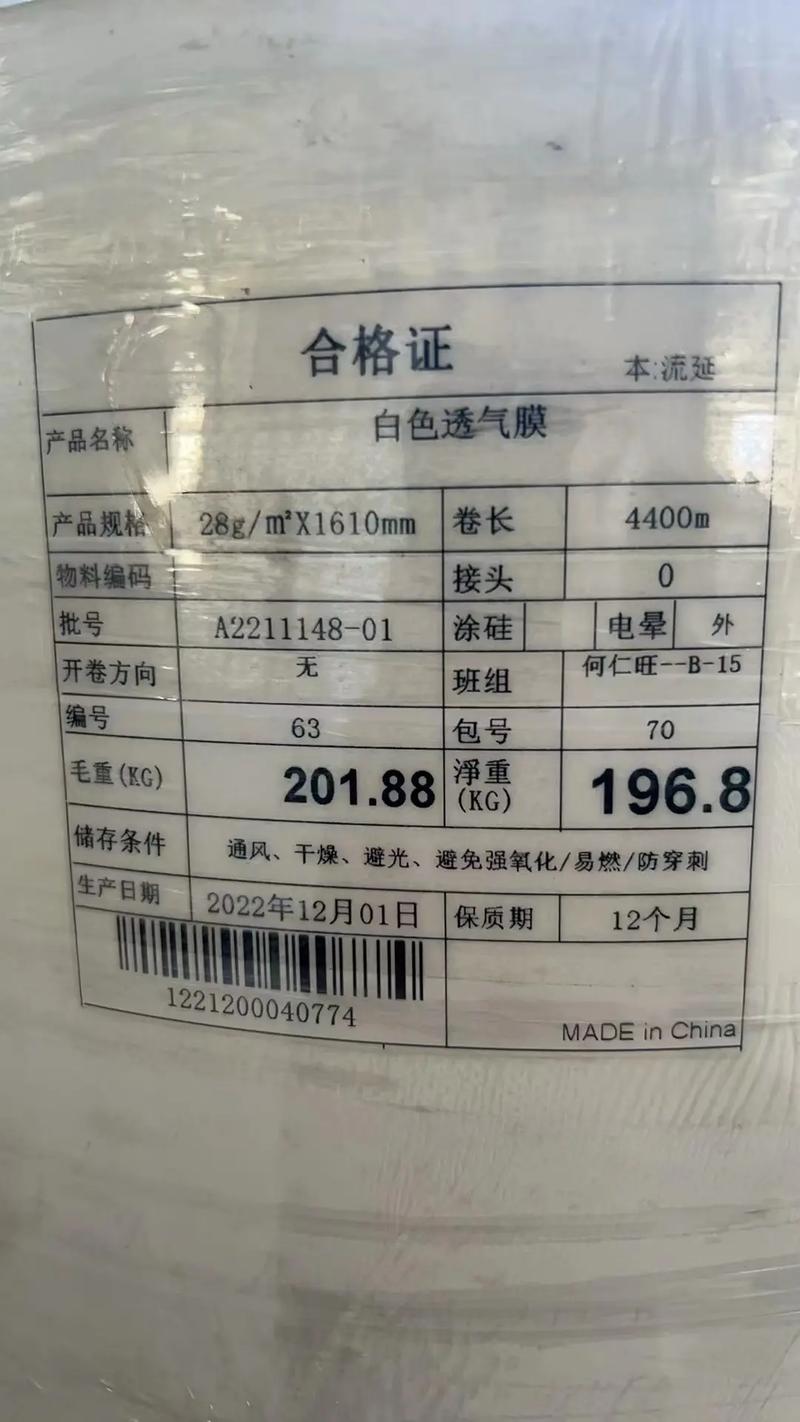 合格证
本:流延
产品名称 白色透气膜
产品规格 28g/㎡X1610mm 卷长 4400m
物料编码 接头 0
批号 A2211148-01 涂硅 电晕 外
开卷方向 无 班组 何仁旺--B-15
编号 63 包号 70
毛重(KG) 201.88 淨重(KG) 196.8
储存条件 通风、干燥、避光、避免强氧化/易燃/防穿刺
生产日期 2022年12月01日 保质期 12个月
1221200040774
MADE in China